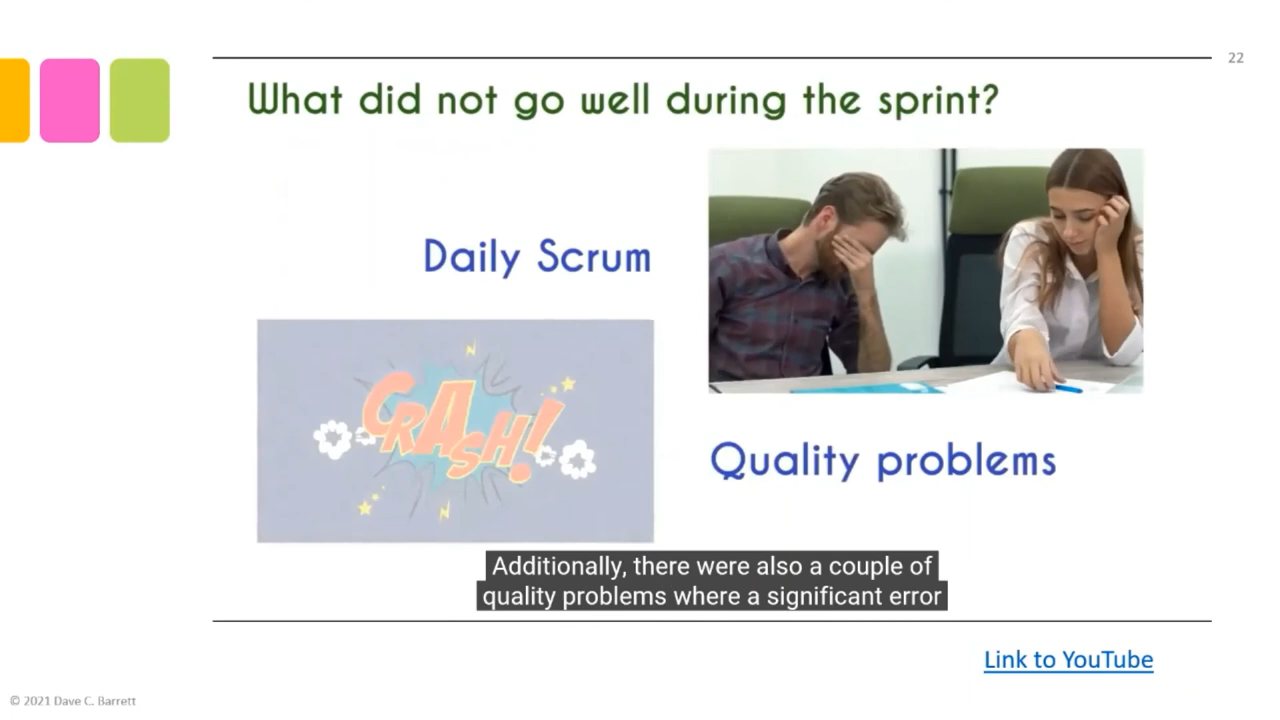 22
What did not go well during the sprint?
Daily Scrum
CRASH!
Quality problems
Additionally, there were also a couple of
quality problems where a significant error
Link to YouTube
© 2021 Dave C. Barrett